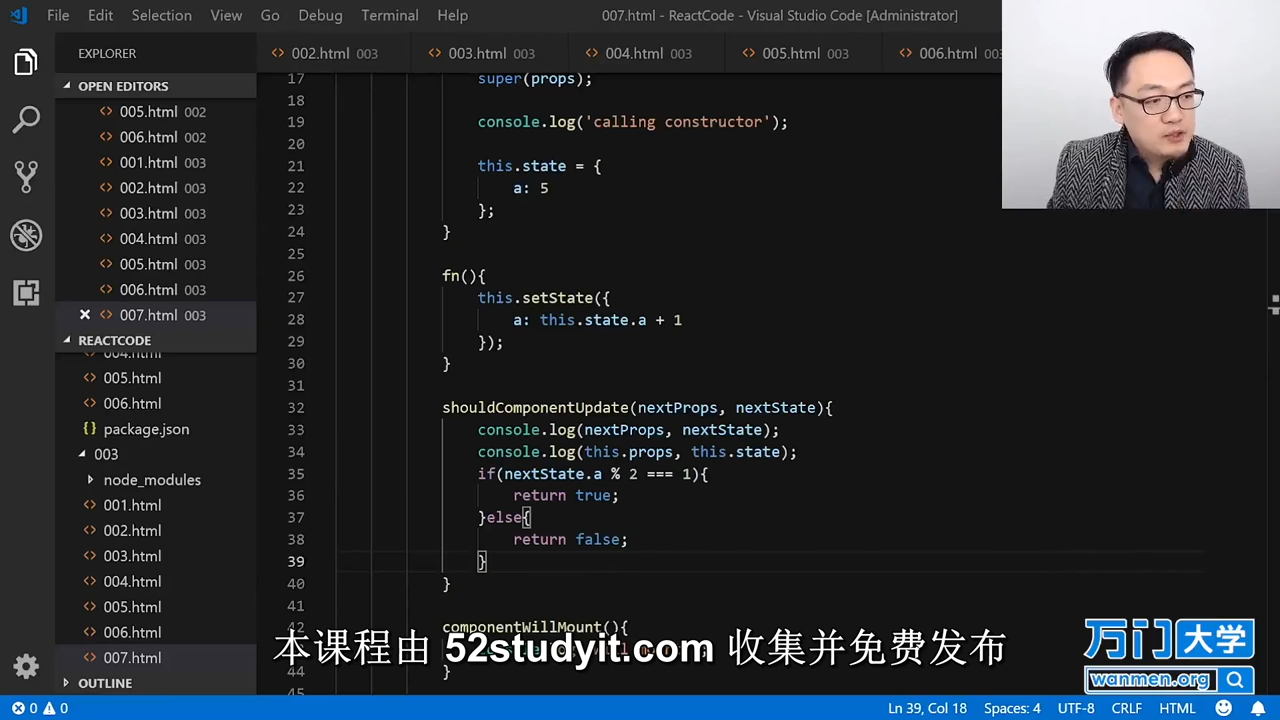 File Edit Selection View Go Debug Terminal Help 007.html - ReactCode - Visual Studio Code [Administrator]
EXPLORER
002.html 003 003.html 003 004.html 003 005.html 003 006.html 00
OPEN EDITORS
005.html 002
006.html 002
001.html 003
002.html 003
003.html 003
004.html 003
005.html 003
006.html 003
007.html 003
REACTCODE
004.html
005.html
006.html
{} package.json
003
node_modules
001.html
002.html
003.html
004.html
005.html
006.html
007.html
OUTLINE
17 super(props);
18
19 console.log('calling constructor');
20
21 this.state = {
22 a: 5
23 };
24 }
25
26 fn(){
27 this.setState({
28 a: this.state.a + 1
29 });
30 }
31
32 shouldComponentUpdate(nextProps, nextState){
33 console.log(nextProps, nextState);
34 console.log(this.props, this.state);
35 if(nextState.a % 2 === 1){
36 return true;
37 }else{
38 return false;
39 }
40 }
41
42 componentWillMount(){
44 }
本课程由 52studyit.com 收集并免费发布
万门大学
wanmen.org
0 0 Ln 39, Col 18 Spaces: 4 UTF-8 CRLF HTML